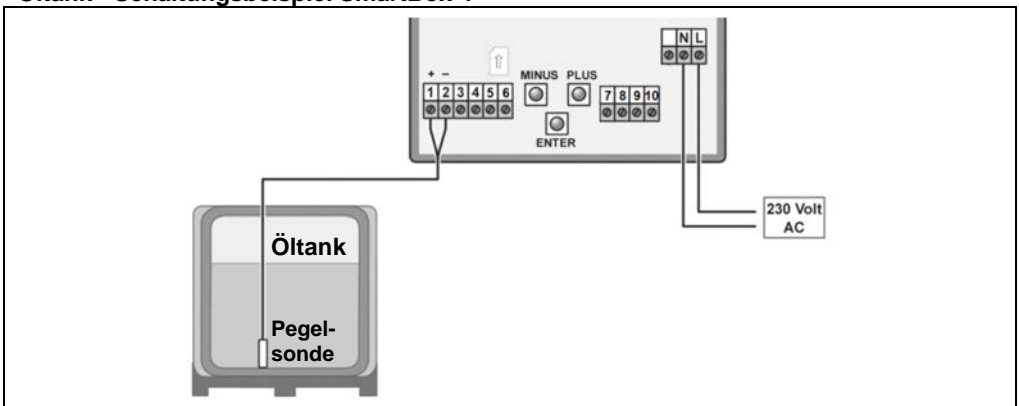 N L
+ –
MINUS PLUS
1 2 3 4 5 6
7 8 9 10
ENTER
230 Volt
AC
Öltank
Pegel-
sonde